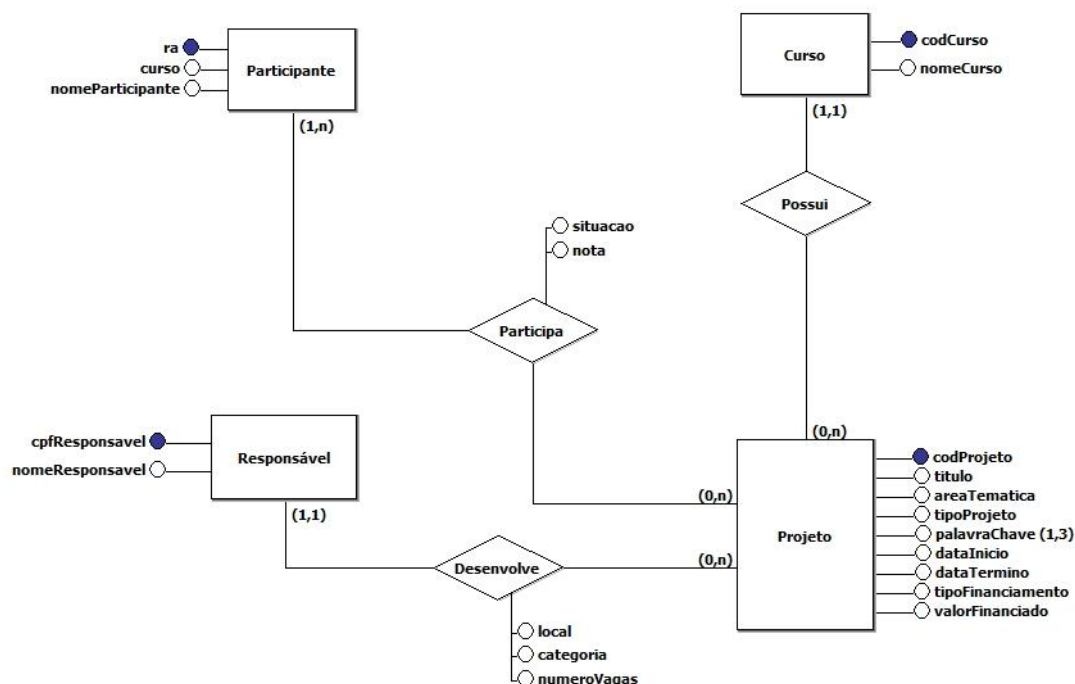 ra
curso
nomeParticipante
Participante
(1,n)
Curso
codCurso
nomeCurso
(1,1)
Possui
(0,n)
situacao
nota
Participa
cpfResponsavel
nomeResponsavel
Responsável
(1,1)
Desenvolve
local
categoria
numeroVagas
(0,n)
(0,n)
Projeto
codProjeto
titulo
areaTematica
tipoProjeto
palavraChave (1,3)
dataInicio
dataTermino
tipoFinanciamento
valorFinanciado